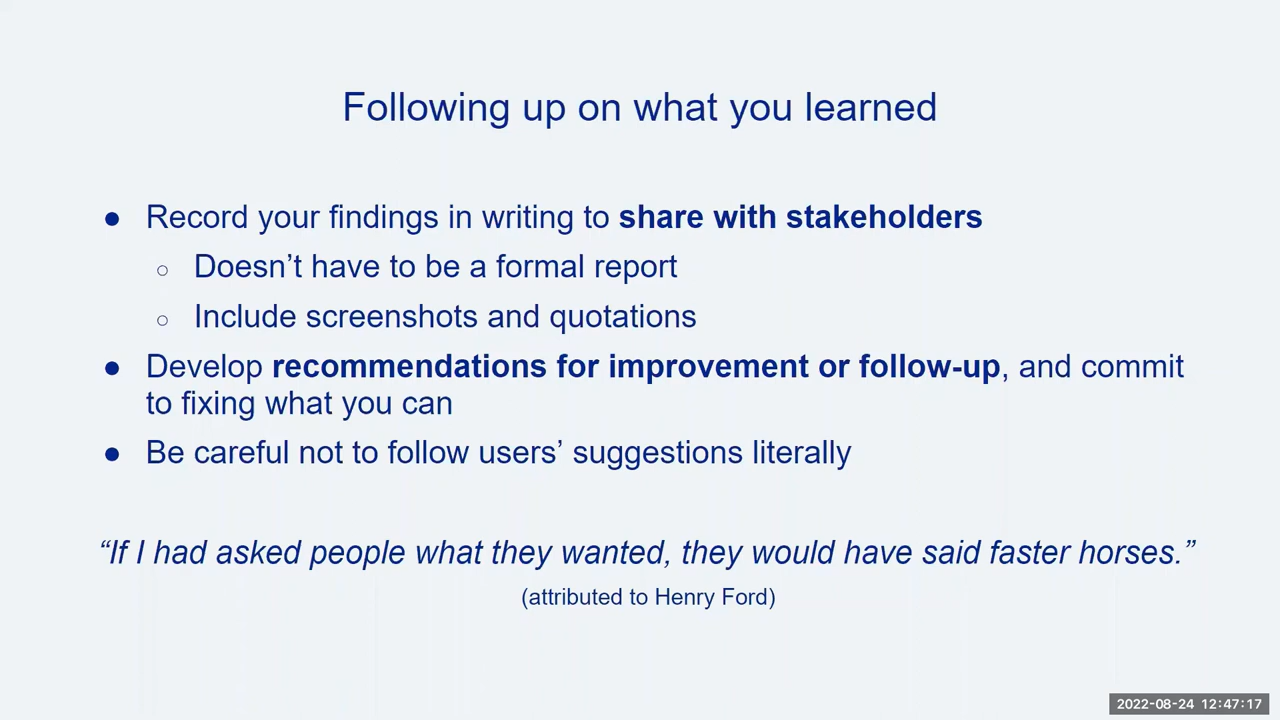 Following up on what you learned
● Record your findings in writing to share with stakeholders
○ Doesn’t have to be a formal report
○ Include screenshots and quotations
● Develop recommendations for improvement or follow-up, and commit
to fixing what you can
● Be careful not to follow users’ suggestions literally
“If I had asked people what they wanted, they would have said faster horses.”
(attributed to Henry Ford)
2022-08-24 12:47:17